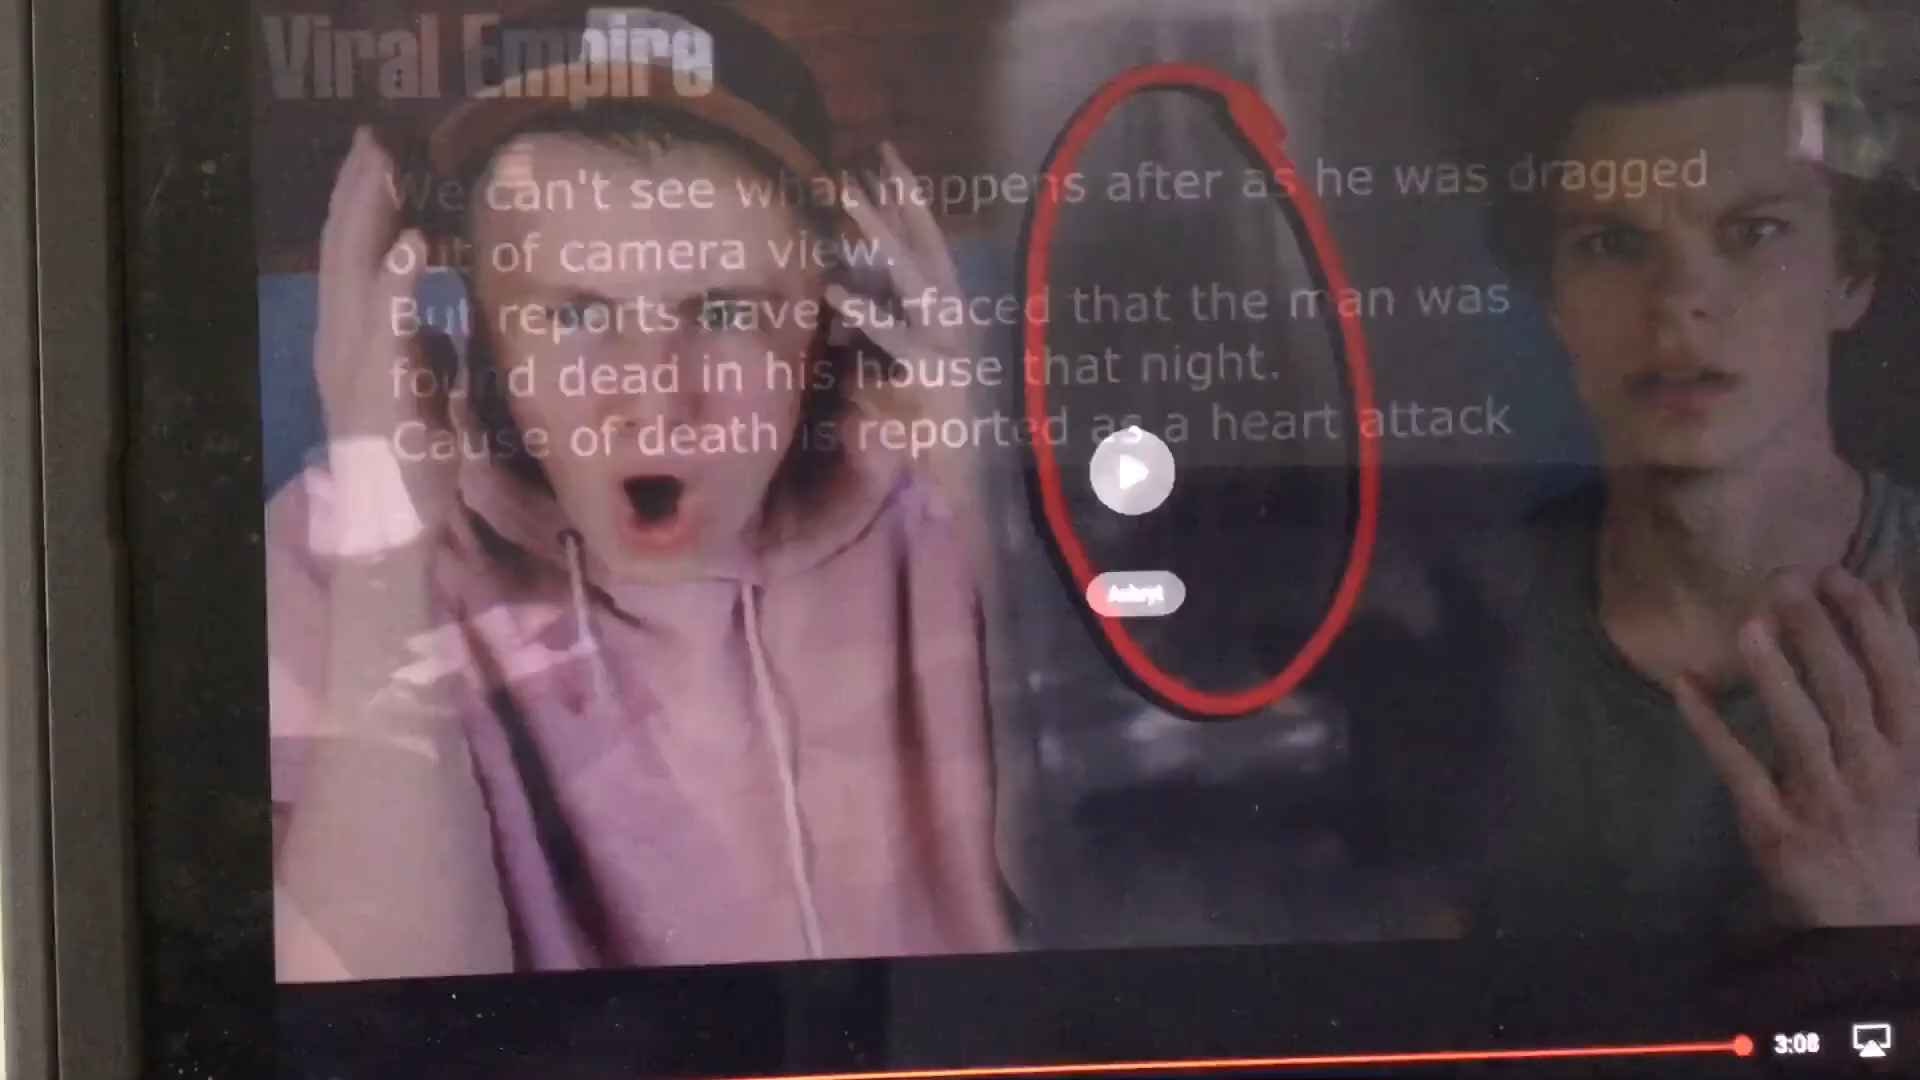 Viral Empire
We can't see what happens after as he was dragged
out of camera view.
But reports have surfaced that the man was
found dead in his house that night.
Cause of death is reported as a heart attack
3:08